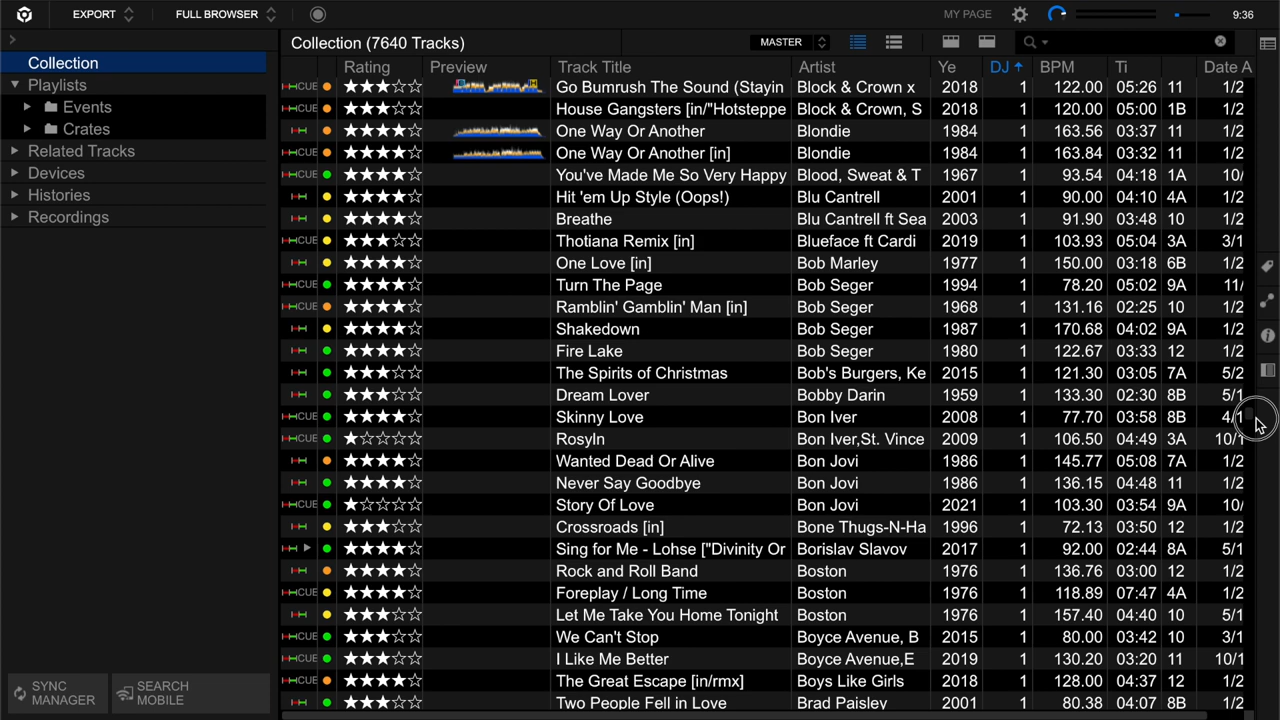 EXPORT FULL BROWSER MY PAGE 9:36
Collection (7640 Tracks) MASTER
Collection
Playlists
Events
Crates
Related Tracks
Devices
Histories
Recordings
SYNC MANAGER
SEARCH MOBILE
Rating Preview Track Title Artist Ye DJ BPM Ti Date A
CUE Go Bumrush The Sound (Stayin Block & Crown x 2018 1 122.00 05:26 11 1/2
CUE House Gangsters [in/"Hotsteppe Block & Crown, S 2018 1 120.00 05:00 1B 1/2
One Way Or Another Blondie 1984 1 163.56 03:37 11 1/2
CUE One Way Or Another [in] Blondie 1984 1 163.84 03:32 11 1/2
CUE You've Made Me So Very Happy Blood, Sweat & T 1967 1 93.54 04:18 1A 10/
Hit 'em Up Style (Oops!) Blu Cantrell 2001 1 90.00 04:10 4A 1/2
Breathe Blu Cantrell ft Sea 2003 1 91.90 03:48 10 1/2
CUE Thotiana Remix [in] Blueface ft Cardi 2019 1 103.93 05:04 3A 3/1
One Love [in] Bob Marley 1977 1 150.00 03:18 6B 1/2
CUE Turn The Page Bob Seger 1994 1 78.20 05:02 9A 11/
CUE Ramblin' Gamblin' Man [in] Bob Seger 1968 1 131.16 02:25 10 1/2
Shakedown Bob Seger 1987 1 170.68 04:02 9A 1/2
Fire Lake Bob Seger 1980 1 122.67 03:33 12 1/2
The Spirits of Christmas Bob's Burgers, Ke 2015 1 121.30 03:05 7A 5/2
Dream Lover Bobby Darin 1959 1 133.30 02:30 8B 5/1
CUE Skinny Love Bon Iver 2008 1 77.70 03:58 8B 4/1
CUE Rosyln Bon Iver,St. Vince 2009 1 106.50 04:49 3A 10/1
Wanted Dead Or Alive Bon Jovi 1986 1 145.77 05:08 7A 1/2
Never Say Goodbye Bon Jovi 1986 1 136.15 04:48 11 1/2
CUE Story Of Love Bon Jovi 2021 1 103.30 03:54 9A 10/
Crossroads [in] Bone Thugs-N-Ha 1996 1 72.13 03:50 12 1/2
Sing for Me - Lohse ["Divinity Or Borislav Slavov 2017 1 92.00 02:44 8A 5/1
Rock and Roll Band Boston 1976 1 136.76 03:00 12 1/2
CUE Foreplay / Long Time Boston 1976 1 118.89 07:47 4A 1/2
Let Me Take You Home Tonight Boston 1976 1 157.40 04:40 10 5/1
CUE We Can't Stop Boyce Avenue, B 2015 1 80.00 03:42 10 3/1
CUE I Like Me Better Boyce Avenue,E 2019 1 130.20 03:20 11 10/1
CUE The Great Escape [in/rmx] Boys Like Girls 2018 1 128.00 04:37 12 1/2
Two People Fell in Love Brad Paisley 2001 1 80.38 04:08 8B 5/1